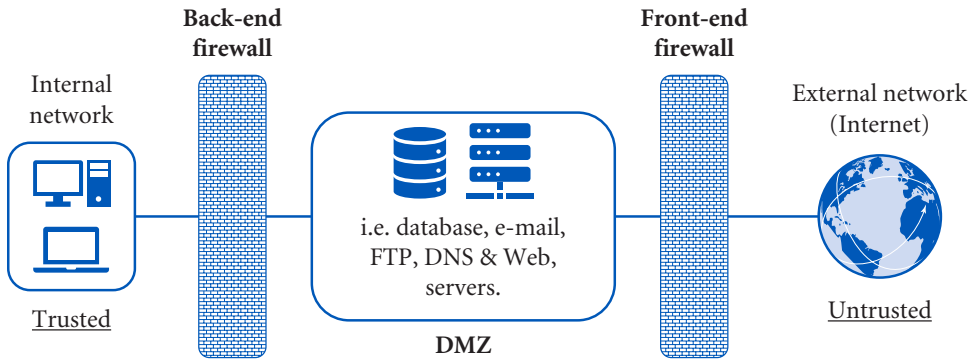 Back-end
firewall
Front-end
firewall
Internal
network
External network
(Internet)
i.e. database, e-mail,
FTP, DNS & Web,
servers.
Trusted
Untrusted
DMZ